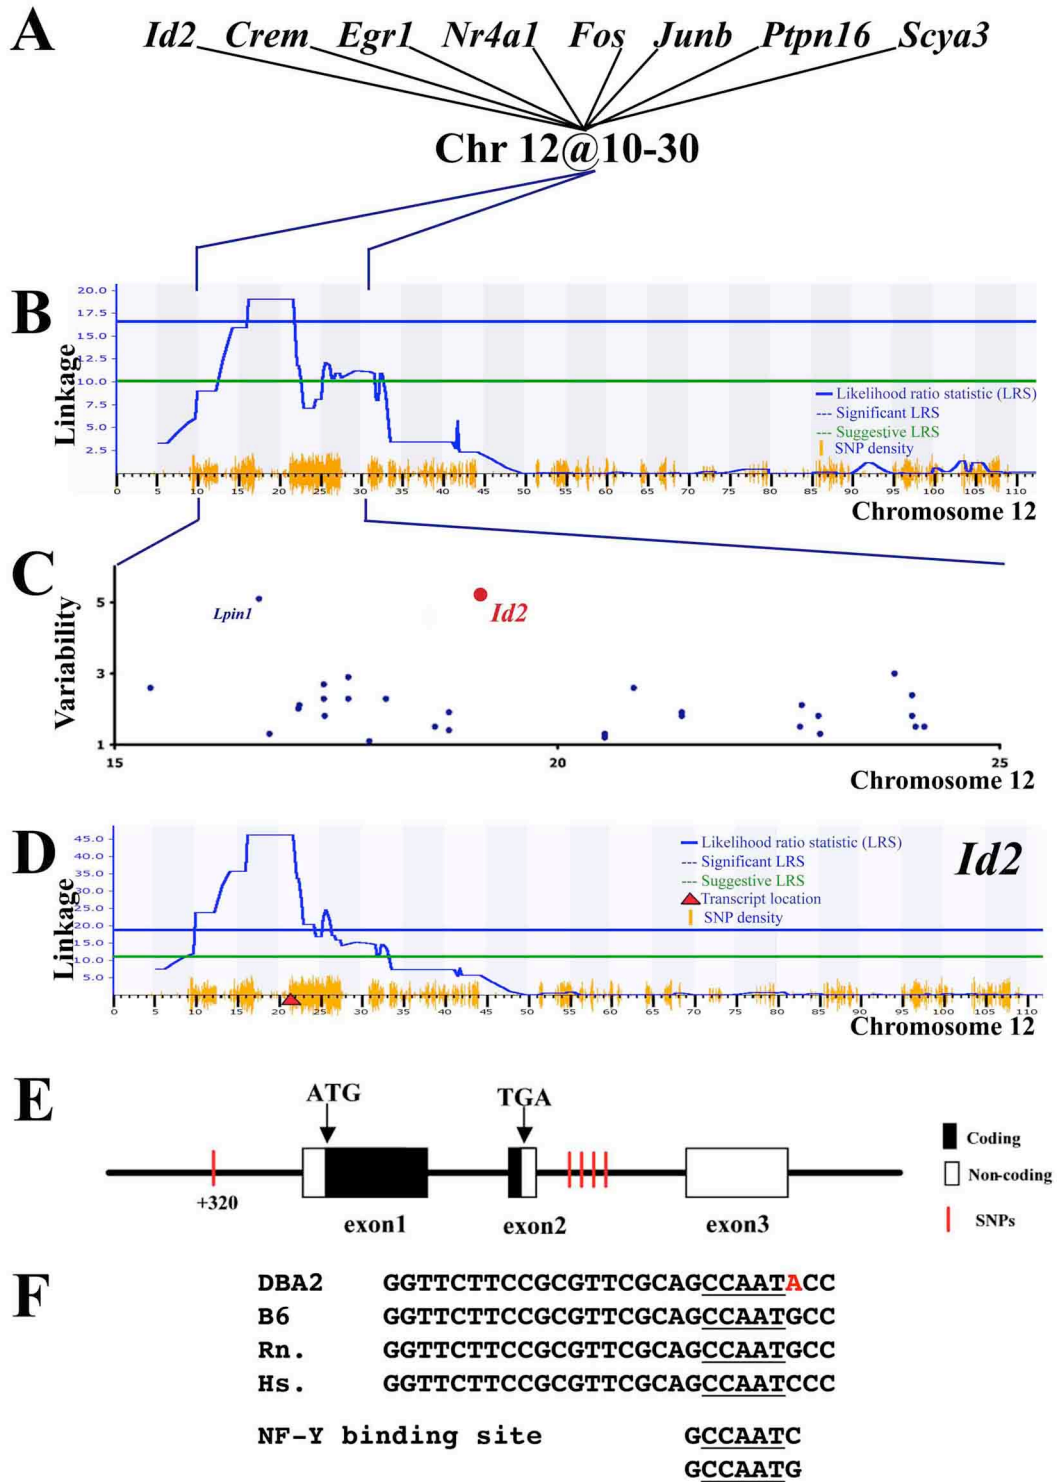 A
Id2 Crem Egr1 Nr4a1 Fos Junb Ptpn16 Scya3
Chr 12@10-30
B
Linkage
20.0
17.5
15.0
12.5
10.0
7.5
5.0
2.5
Likelihood ratio statistic (LRS)
Significant LRS
Suggestive LRS
SNP density
0 5 10 15 20 25 30 35 40 45 50 55 60 65 70 75 80 85 90 95 100 105 110
Chromosome 12
C
Variability
5
3
1
Lpin1
Id2
15 20 25
Chromosome 12
D
Linkage
45.0
40.0
35.0
30.0
25.0
20.0
15.0
10.0
5.0
Likelihood ratio statistic (LRS)
Significant LRS
Suggestive LRS
Transcript location
SNP density
Id2
0 5 10 15 20 25 30 35 40 45 50 55 60 65 70 75 80 85 90 95 100 105 110
Chromosome 12
E
ATG TGA
+320
exon1 exon2 exon3
Coding
Non-coding
SNPs
F
DBA2 GGTTCTTCCGCGTTCGCAGCCAATACC
B6 GGTTCTTCCGCGTTCGCAGCCAATGCC
Rn. GGTTCTTCCGCGTTCGCAGCCAATGCC
Hs. GGTTCTTCCGCGTTCGCAGCCAATCCC
NF-Y binding site GCCAATC
GCCAATG